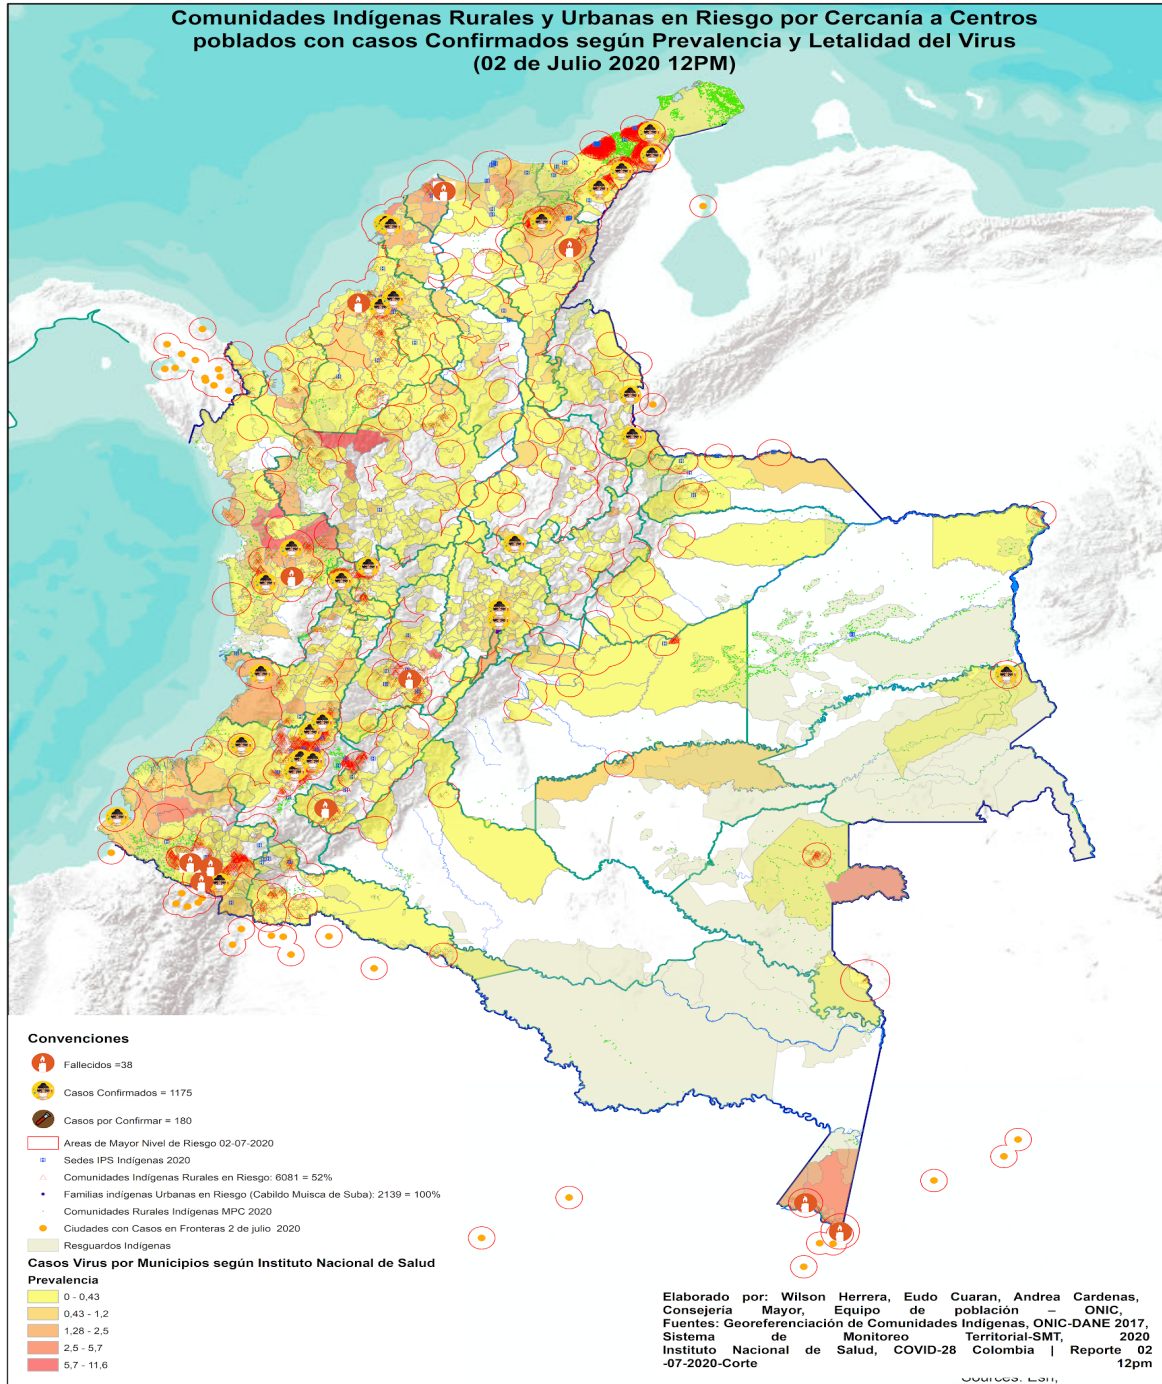 Comunidades Indígenas Rurales y Urbanas en Riesgo por Cercanía a Centros
poblados con casos Confirmados según Prevalencia y Letalidad del Virus
(02 de Julio 2020 12PM)
Convenciones
Fallecidos =38
Casos Confirmados = 1175
Casos por Confirmar = 180
Areas de Mayor Nivel de Riesgo 02-07-2020
Sedes IPS Indígenas 2020
Comunidades Indígenas Rurales en Riesgo: 6081 = 52%
Familias indígenas Urbanas en Riesgo (Cabildo Muisca de Suba): 2139 = 100%
Comunidades Rurales Indígenas MPC 2020
Ciudades con Casos en Fronteras 2 de julio 2020
Resguardos Indígenas
Casos Virus por Municipios según Instituto Nacional de Salud
Prevalencia
0 - 0,43
0,43 - 1,2
1,28 - 2,5
2,5 - 5,7
5,7 - 11,6
Elaborado por: Wilson Herrera, Eudo Cuaran, Andrea Cardenas,
Consejería Mayor, Equipo de población – ONIC,
Fuentes: Georeferenciación de Comunidades Indígenas, ONIC-DANE 2017,
Sistema de Monitoreo Territorial-SMT, 2020
Instituto Nacional de Salud, COVID-28 Colombia | Reporte 02
-07-2020-Corte 12pm
Sources: Esri,